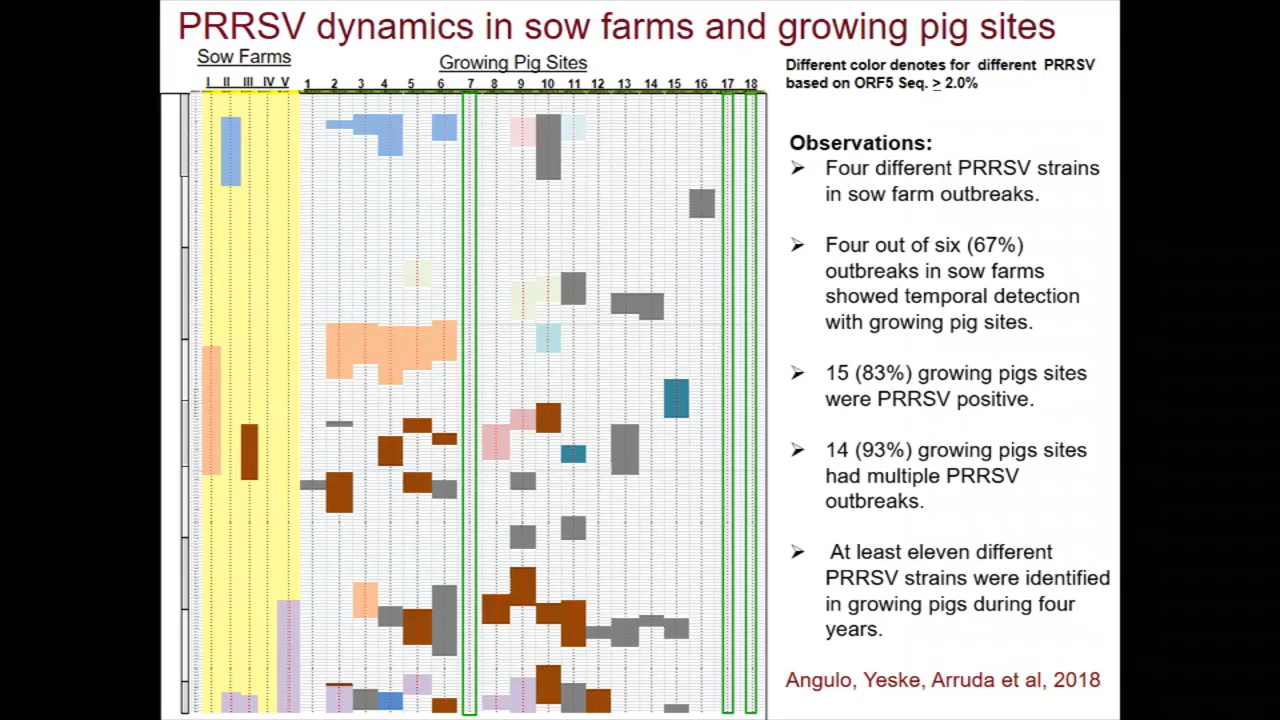 PRRSV dynamics in sow farms and growing pig sites
Sow Farms
Growing Pig Sites
I II III IV V 1 2 3 4 5 6 7 8 9 10 11 12 13 14 15 16 17 18
Different color denotes for different PRRSV
based on ORF5 Seq. ≥ 2.0%
Observations:
➢ Four different PRRSV strains
in sow farm outbreaks.
➢ Four out of six (67%)
outbreaks in sow farms
showed temporal detection
with growing pig sites.
➢ 15 (83%) growing pigs sites
were PRRSV positive.
➢ 14 (93%) growing pigs sites
had multiple PRRSV
outbreaks.
➢ At least eleven different
PRRSV strains were identified
in growing pigs during four
years.
Angulo, Yeske, Arruda et al, 2018